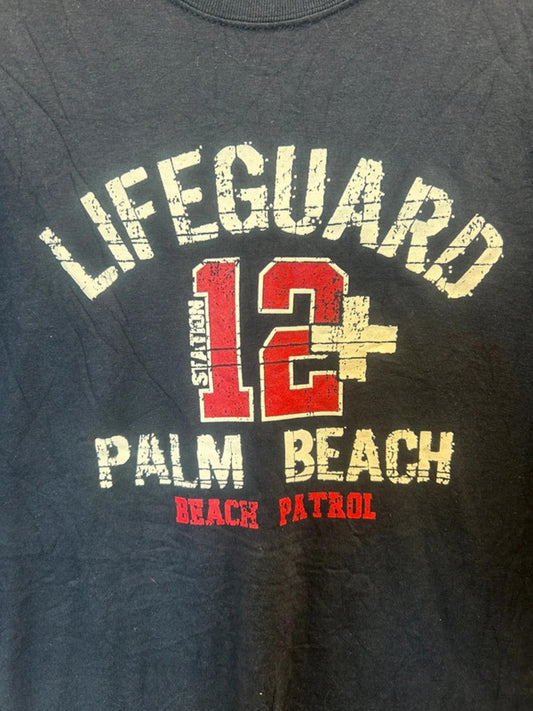 LIFEGUARD
STATION
12
PALM BEACH
BEACH PATROL